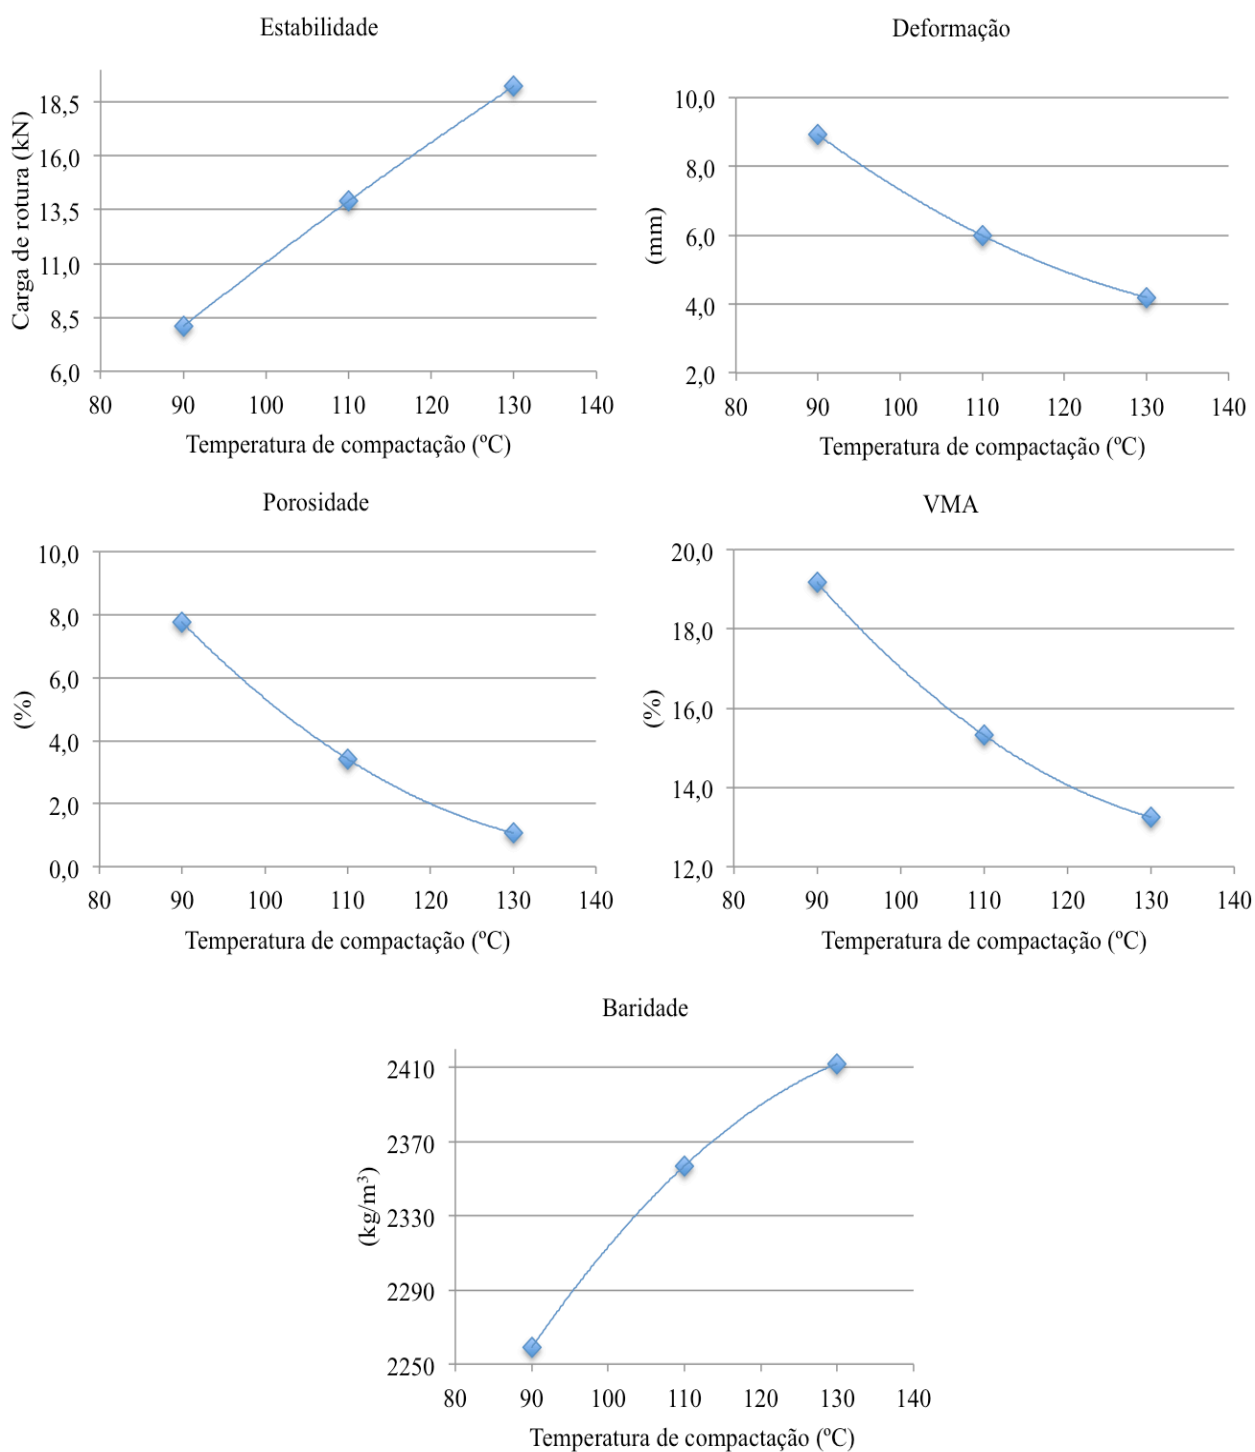 Estabilidade
Carga de rotura (kN)
18,5
16,0
13,5
11,0
8,5
6,0
80 90 100 110 120 130 140
Temperatura de compactação (ºC)
Deformação
(mm)
10,0
8,0
6,0
4,0
2,0
80 90 100 110 120 130 140
Temperatura de compactação (ºC)
Porosidade
(%)
10,0
8,0
6,0
4,0
2,0
0,0
80 90 100 110 120 130 140
Temperatura de compactação (ºC)
VMA
(%)
20,0
18,0
16,0
14,0
12,0
80 90 100 110 120 130 140
Temperatura de compactação (ºC)
Baridade
(kg/m³)
2410
2370
2330
2290
2250
80 90 100 110 120 130 140
Temperatura de compactação (ºC)